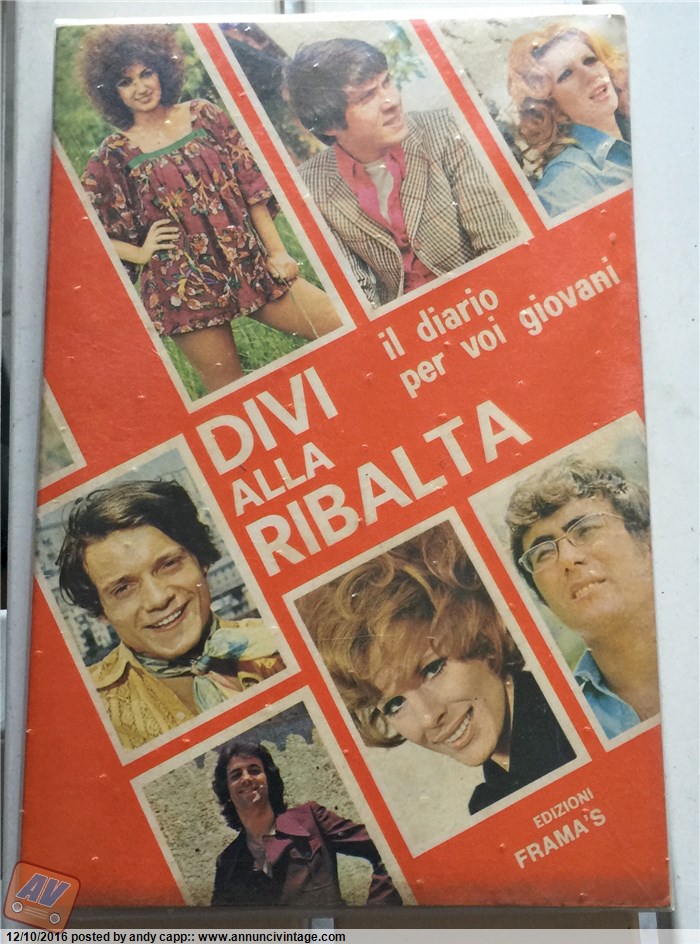 il diario
per voi giovani
DIVI
ALLA
RIBALTA
EDIZIONI
FRAMA'S
AV
12/10/2016 posted by andy capp:: www.annuncivintage.com